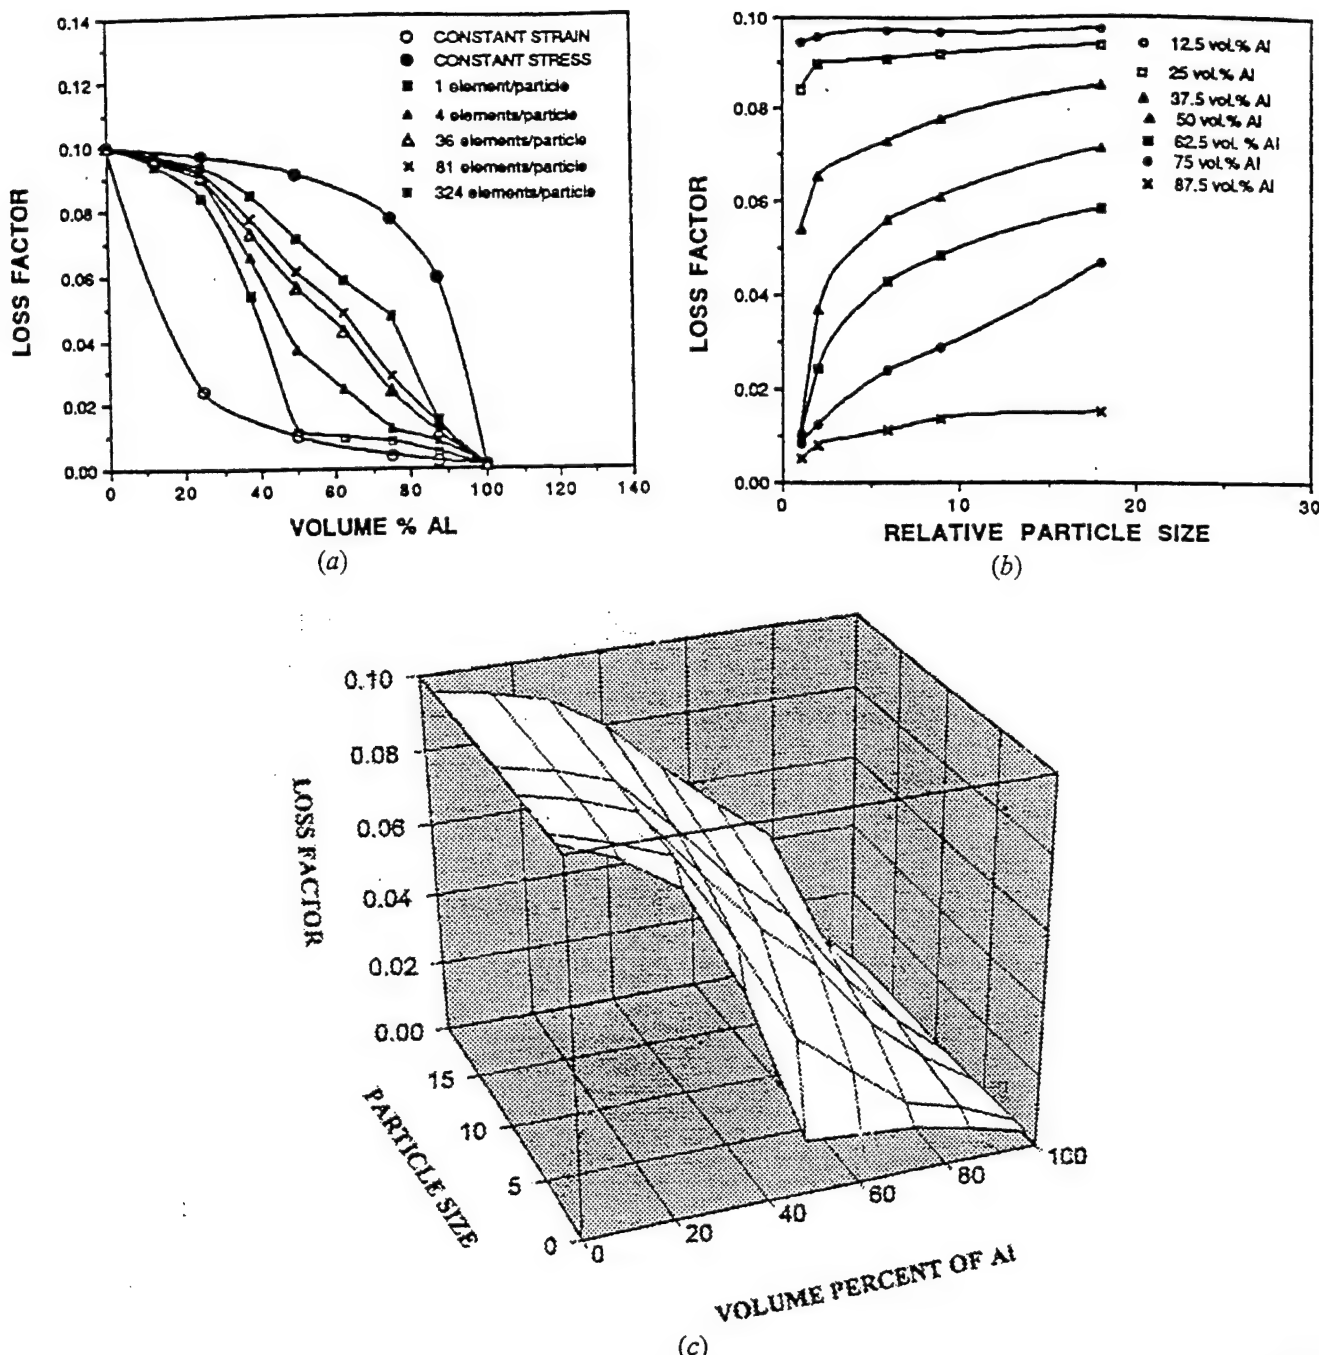 0.14
0.12
0.10
0.08
0.06
0.04
0.02
0.00
LOSS FACTOR
CONSTANT STRAIN
CONSTANT STRESS
1 element/particle
4 elements/particle
36 elements/particle
81 elements/particle
324 elements/particle
0 20 40 60 80 100 120 140
VOLUME % AL
(a)
0.10
0.08
0.06
0.04
0.02
0.00
LOSS FACTOR
12.5 vol.% Al
25 vol.% Al
37.5 vol.% Al
50 vol.% Al
62.5 vol. % Al
75 vol.% Al
87.5 vol.% Al
0 10 20 30
RELATIVE PARTICLE SIZE
(b)
0.10
0.08
0.06
0.04
0.02
0.00
LOSS FACTOR
15
10
5
0
PARTICLE SIZE
0 20 40 60 80 100
VOLUME PERCENT OF Al
(c)